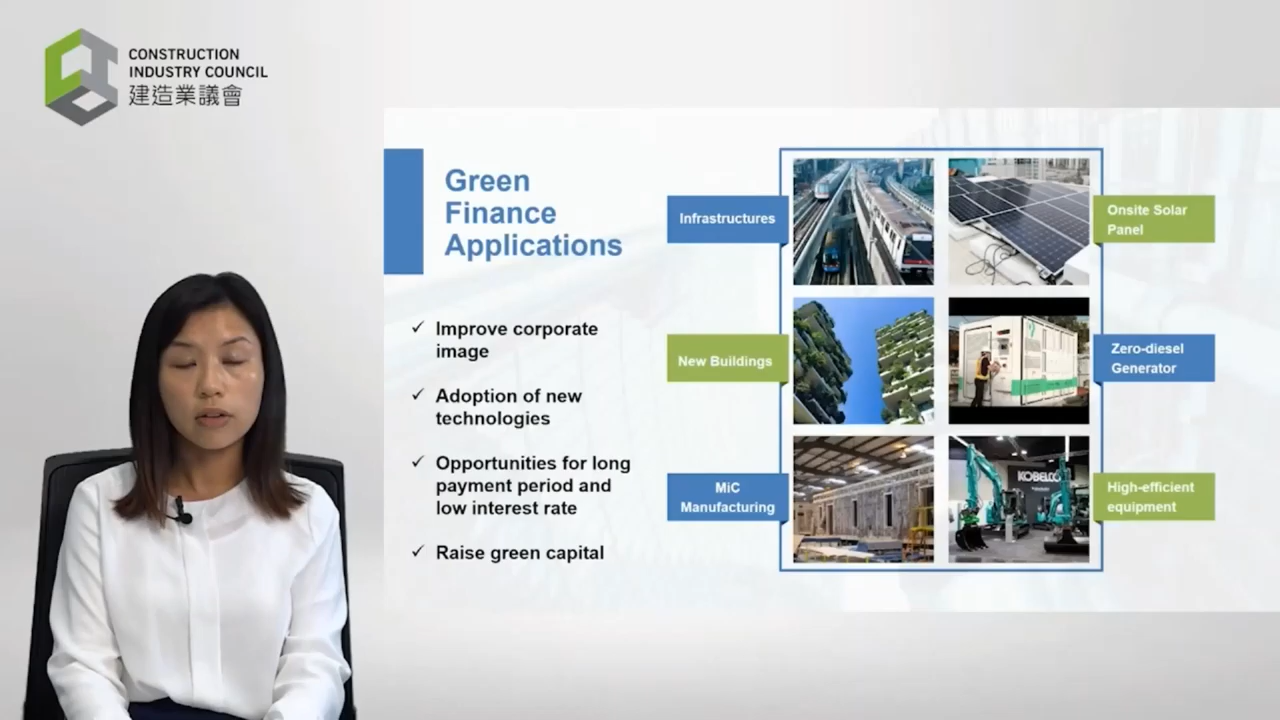 CONSTRUCTION
INDUSTRY COUNCIL
建造業議會
Green
Finance
Applications
✓ Improve corporate
image
✓ Adoption of new
technologies
✓ Opportunities for long
payment period and
low interest rate
✓ Raise green capital
Infrastructures
Onsite Solar
Panel
New Buildings
Zero-diesel
Generator
MiC
Manufacturing
KOBELCO
High-efficient
equipment